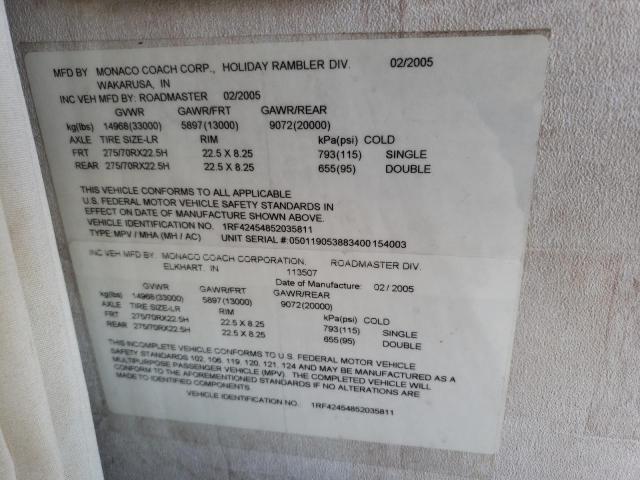 MFD BY MONACO COACH CORP., HOLIDAY RAMBLER DIV. 02/2005
WAKARUSA, IN
INC VEH MFD BY: ROADMASTER 02/2005
GVWR GAWR/FRT GAWR/REAR
kg(lbs) 14968(33000) 5897(13000) 9072(20000)
AXLE TIRE SIZE-LR RIM kPa(psi) COLD
FRT 275/70RX22.5H 22.5 X 8.25 793(115) SINGLE
REAR 275/70RX22.5H 22.5 X 8.25 655(95) DOUBLE
THIS VEHICLE CONFORMS TO ALL APPLICABLE
U.S. FEDERAL MOTOR VEHICLE SAFETY STANDARDS IN
EFFECT ON DATE OF MANUFACTURE SHOWN ABOVE.
VEHICLE IDENTIFICATION NO. 1RF42454852035811
TYPE MPV / MHA (MH / AC) UNIT SERIAL #:050119053883400154003
INC VEH MFD BY: MONACO COACH CORPORATION, ROADMASTER DIV.
ELKHART, IN 113507
Date of Manufacture: 02/2005
GVWR GAWR/FRT GAWR/REAR
kg(lbs) 14968(33000) 5897(13000) 9072(20000)
AXLE TIRE SIZE-LR RIM kPa(psi) COLD
FRT 275/70RX22.5H 22.5 X 8.25 793(115) SINGLE
REAR 275/70RX22.5H 22.5 X 8.25 655(95) DOUBLE
THIS INCOMPLETE VEHICLE CONFORMS TO U.S. FEDERAL MOTOR VEHICLE
SAFETY STANDARDS 102, 106, 119, 120, 121, 124 AND MAY BE MANUFACTURED AS A
MULTIPURPOSE PASSENGER VEHICLE (MPV). THE COMPLETED VEHICLE WILL
CONFORM TO THE AFOREMENTIONED STANDARDS IF NO ALTERATIONS ARE
MADE TO IDENTIFIED COMPONENTS
VEHICLE IDENTIFICATION NO. 1RF42454852035811